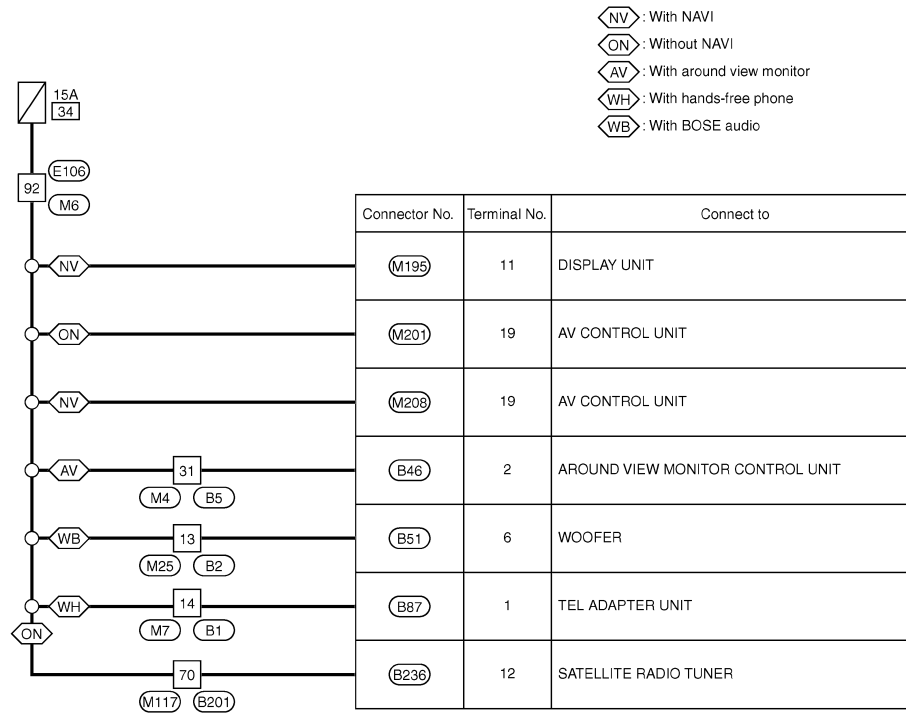 NV : With NAVI
ON : Without NAVI
AV : With around view monitor
WH : With hands-free phone
WB : With BOSE audio
15A
34
92 E106
M6
Connector No. Terminal No. Connect to
NV M195 11 DISPLAY UNIT
ON M201 19 AV CONTROL UNIT
NV M208 19 AV CONTROL UNIT
AV 31 B46 2 AROUND VIEW MONITOR CONTROL UNIT
M4 B5
WB 13 B51 6 WOOFER
M25 B2
WH 14 B87 1 TEL ADAPTER UNIT
M7 B1
ON
70 B236 12 SATELLITE RADIO TUNER
M117 B201